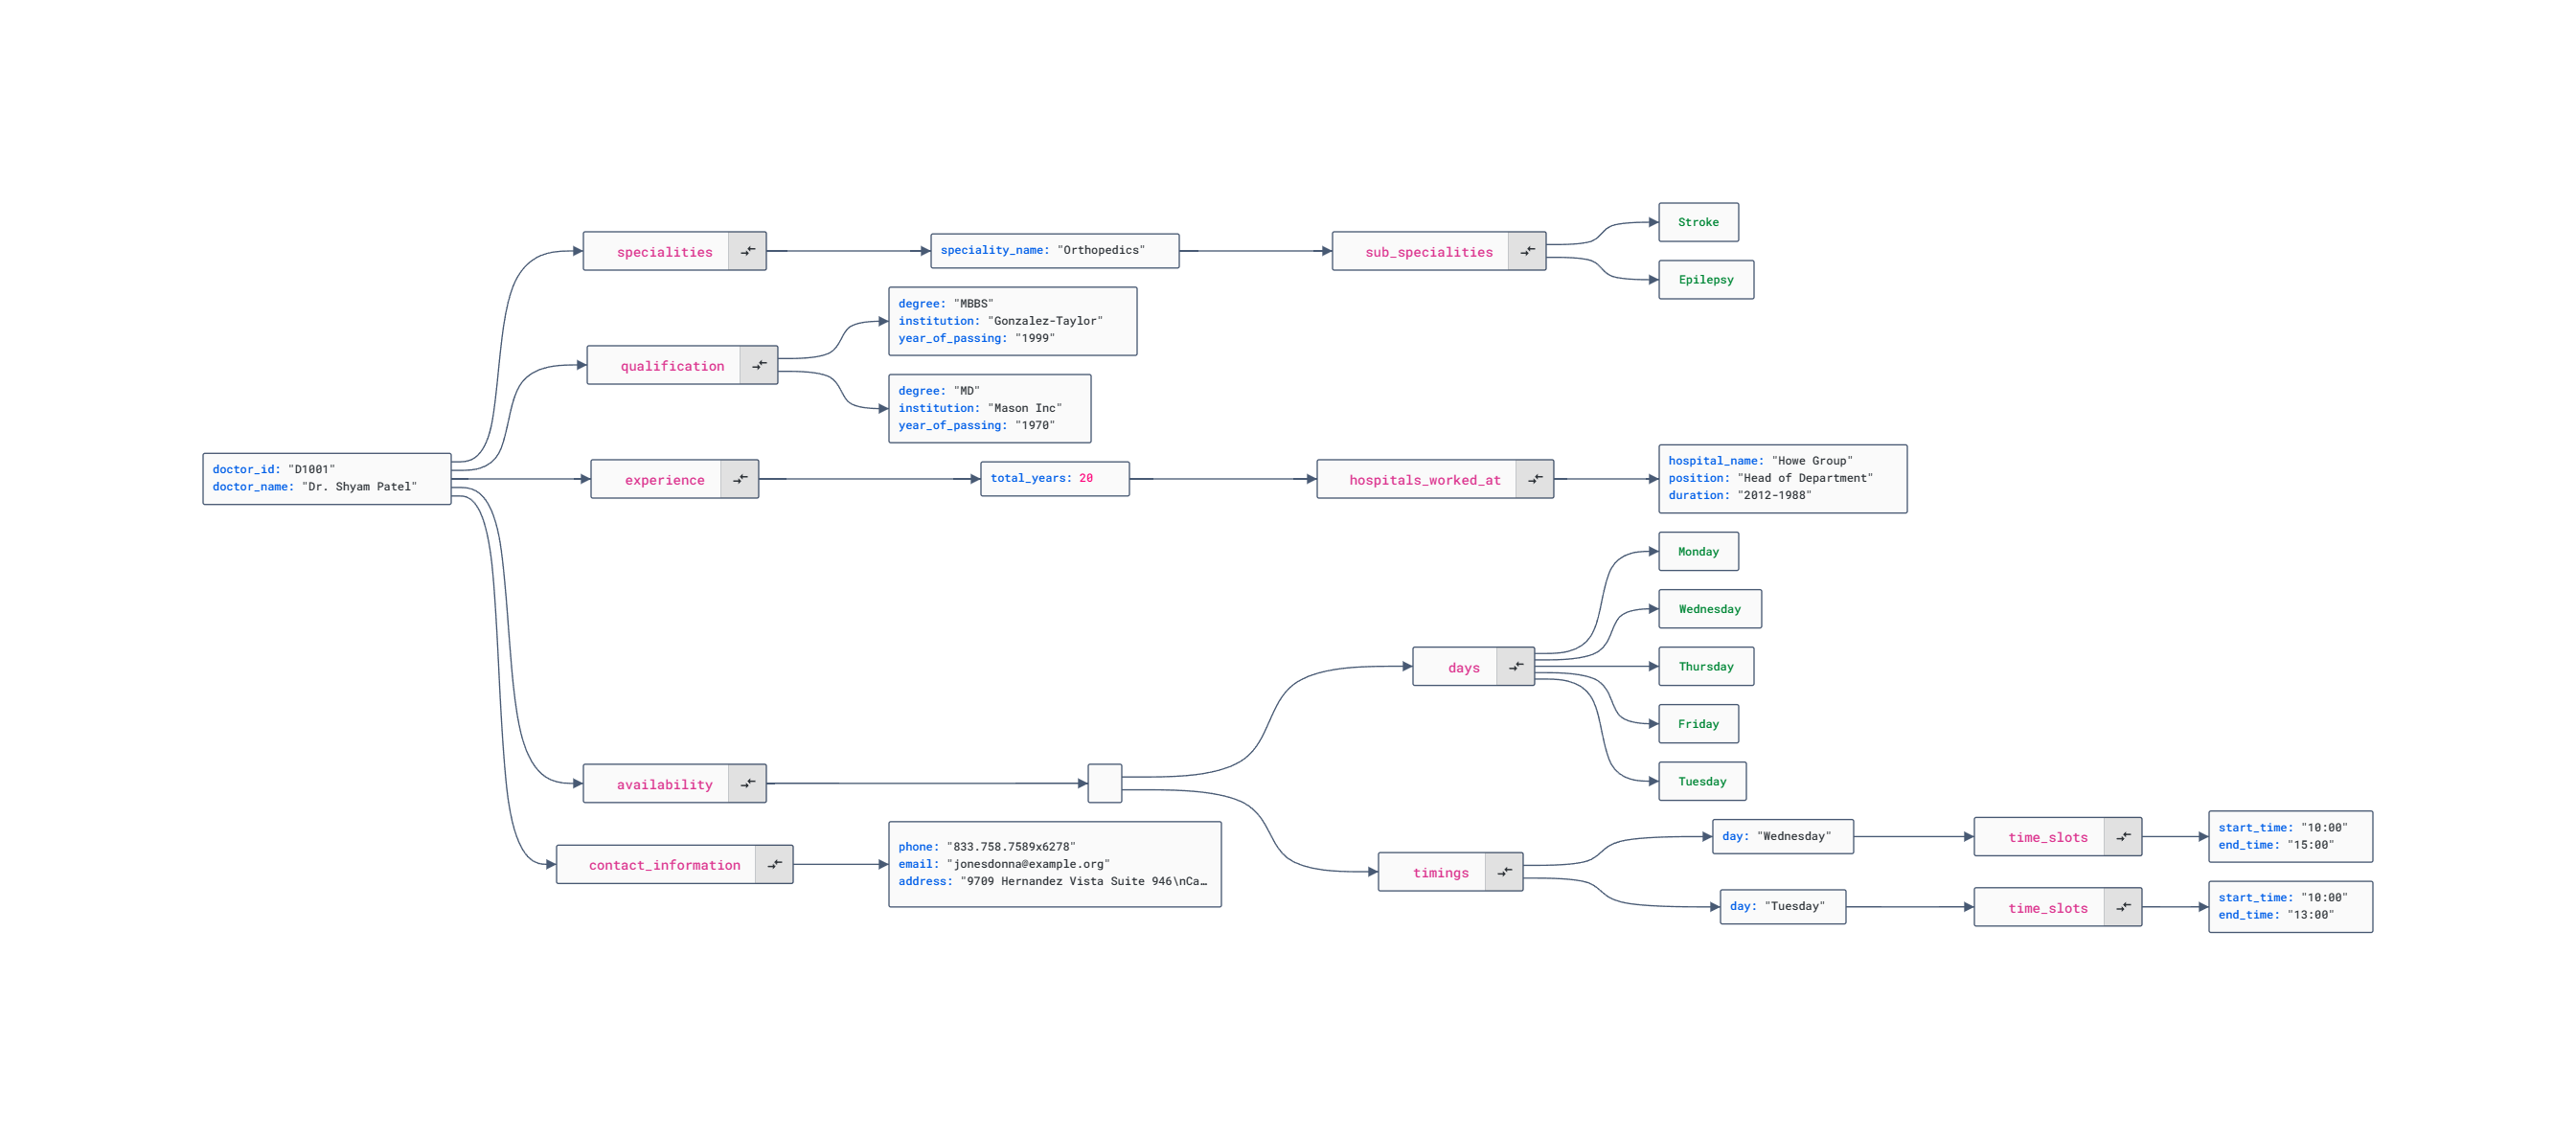 doctor_id: "D1001"
doctor_name: "Dr. Shyam Patel"
specialities
speciality_name: "Orthopedics"
sub_specialities
Stroke
Epilepsy
qualification
degree: "MBBS"
institution: "Gonzalez-Taylor"
year_of_passing: "1999"
degree: "MD"
institution: "Mason Inc"
year_of_passing: "1970"
experience
total_years: 20
hospitals_worked_at
hospital_name: "Howe Group"
position: "Head of Department"
duration: "2012-1988"
availability
days
Monday
Wednesday
Thursday
Friday
Tuesday
timings
day: "Wednesday"
time_slots
start_time: "10:00"
end_time: "15:00"
day: "Tuesday"
time_slots
start_time: "10:00"
end_time: "13:00"
contact_information
phone: "833.758.7589x6278"
email: "jonesdonna@example.org"
address: "9709 Hernandez Vista Suite 946\nCa…